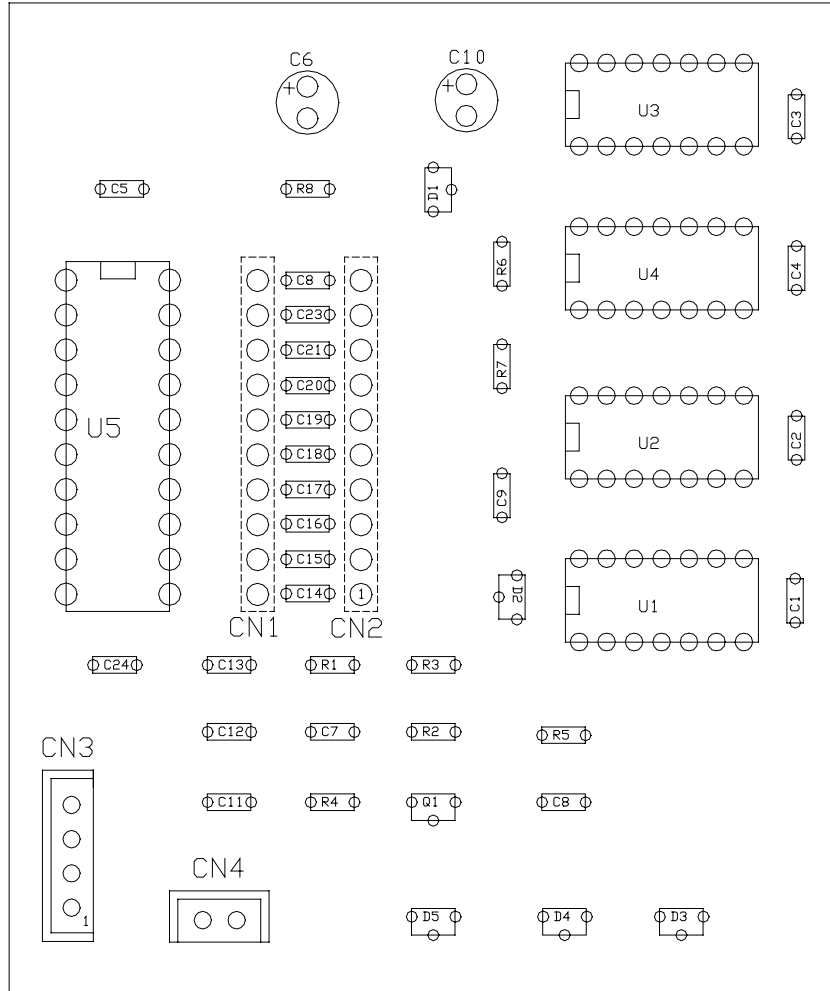 C6
C10
+
+
U3
C3
C5
R8
D1
R6
U4
C4
C8
C23
C21
R7
C20
C19
U5
U2
C2
C18
C17
C9
C16
C15
C14
1
D2
U1
C1
CN1
CN2
C24
C13
R1
R3
C12
C7
R2
R5
CN3
C11
R4
Q1
C8
CN4
1
D5
D4
D3